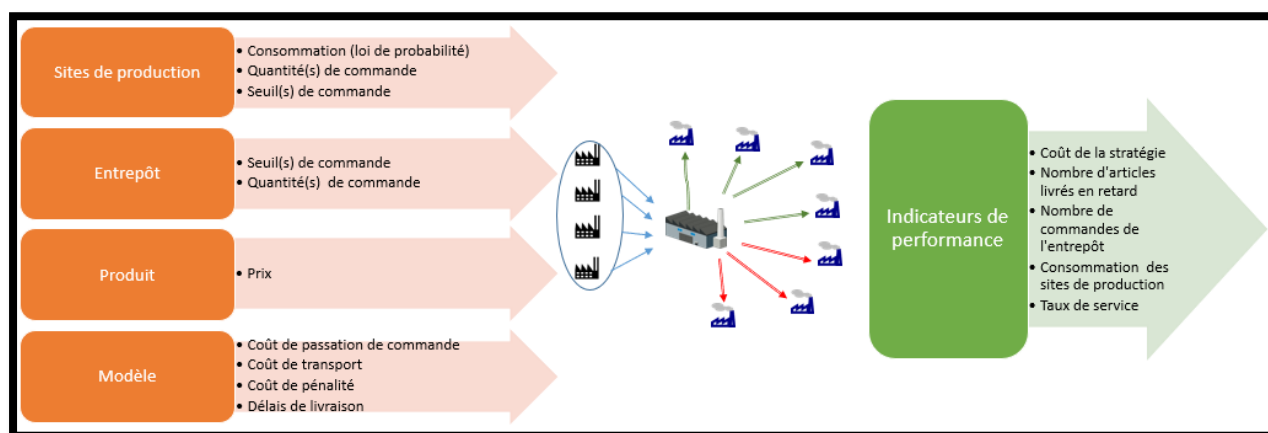 Sites de production
• Consommation (loi de probabilité)
• Quantité(s) de commande
• Seuil(s) de commande
Entrepôt
• Seuil(s) de commande
• Quantité(s) de commande
Produit
• Prix
Modèle
• Coût de passation de commande
• Coût de transport
• Coût de pénalité
• Délais de livraison
Indicateurs de
performance
• Coût de la stratégie
• Nombre d'articles
livrés en retard
• Nombre de
commandes de
l'entrepôt
• Consommation des
sites de production
• Taux de service